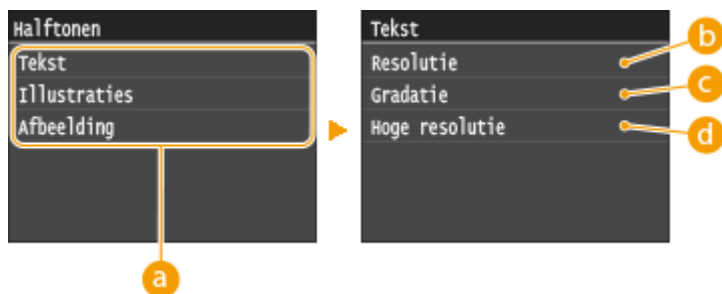 Halftonen
Tekst
Illustraties
Afbeelding
a
Tekst
Resolutie
Gradatie
Hoge resolutie
b
c
d